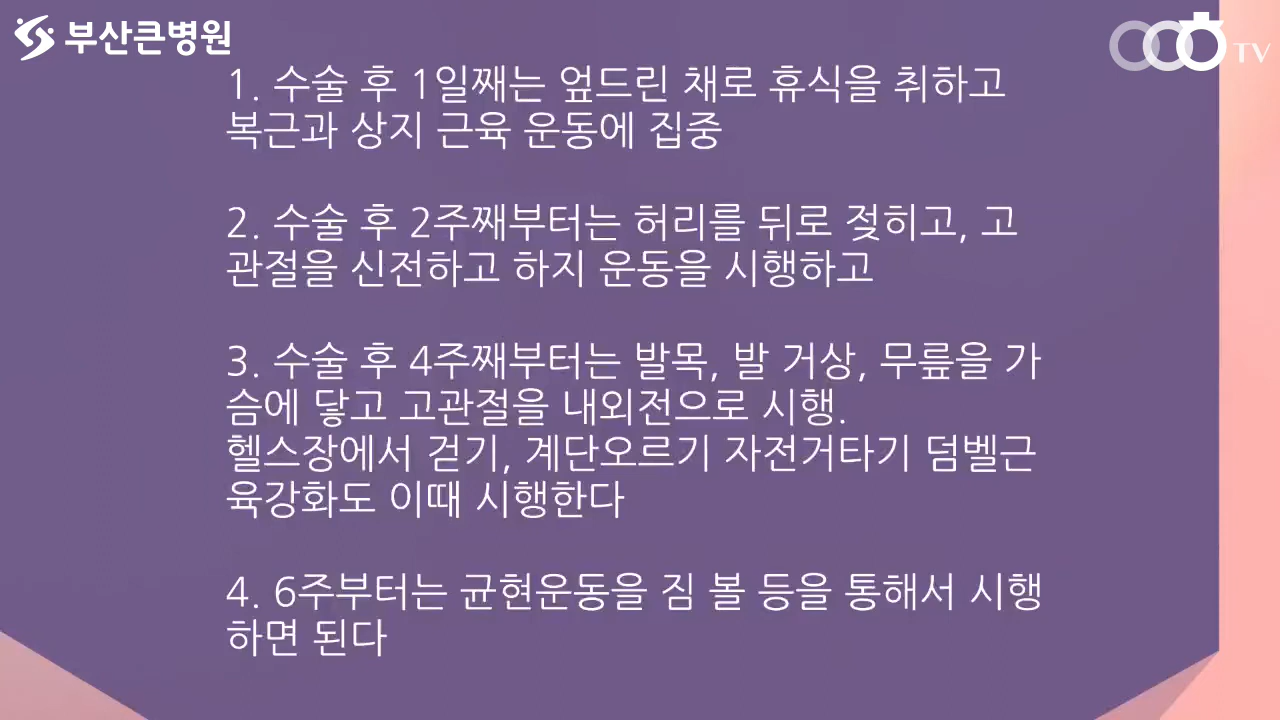 부산큰병원
TV
1. 수술 후 1일째는 엎드린 채로 휴식을 취하고
복근과 상지 근육 운동에 집중
2. 수술 후 2주째부터는 허리를 뒤로 젖히고, 고
관절을 신전하고 하지 운동을 시행하고
3. 수술 후 4주째부터는 발목, 발 거상, 무릎을 가
슴에 닿고 고관절을 내외전으로 시행.
헬스장에서 걷기, 계단오르기 자전거타기 덤벨근
육강화도 이때 시행한다
4. 6주부터는 균현운동을 짐 볼 등을 통해서 시행
하면 된다